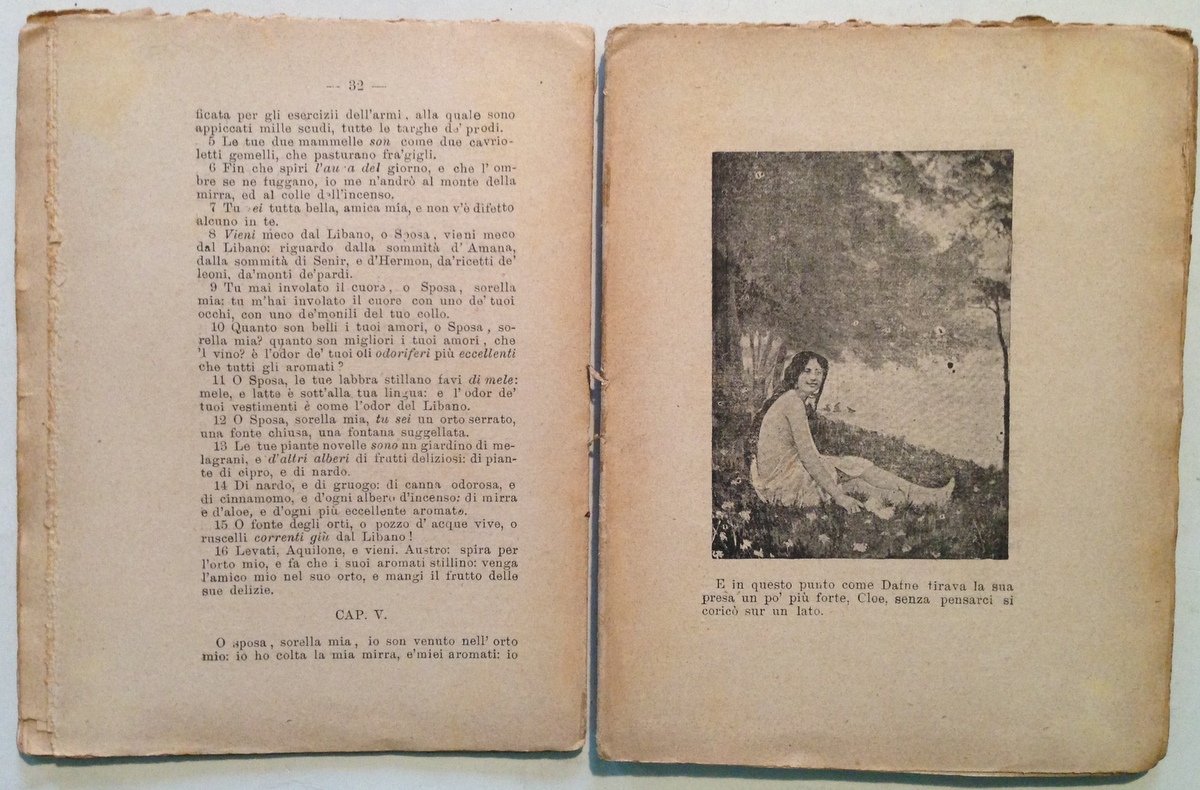 — 32 —
ficata per gli esercizii dell'armi, alla quale sono
appiccati mille scudi, tutte le targhe de' prodi.
5 Le tue due mammelle son come due cavrio-
letti gemelli, che pasturano fra'gigli.
6 Fin che spiri l'aura del giorno, e che l'om-
bre se ne fuggano, io me n'andrò al monte della
mirra, ed al colle dell'incenso.
7 Tu sei tutta bella, amica mia, e non v'è difetto
alcuno in te.
8 Vieni meco dal Libano, o Sposa, vieni meco
dal Libano: riguardo dalla sommità d'Amana,
dalla sommità di Senir, e d'Hermon, da'ricetti de'
leoni, da'monti de'pardi.
9 Tu mai involato il cuore, o Sposa, sorella
mia: tu m'hai involato il cuore con uno de'tuoi
occhi, con uno de'monili del tuo collo.
10 Quanto son belli i tuoi amori, o Sposa, so-
rella mia? quanto son migliori i tuoi amori, che
'l vino? è l'odor de' tuoi oli odoriferi più eccellenti
che tutti gli aromati?
11 O Sposa, le tue labbra stillano favi di mele:
mele, e latte è sott'alla tua lingua: e l'odor de'
tuoi vestimenti è come l'odor del Libano.
12 O Sposa, sorella mia, tu sei un orto serrato,
una fonte chiusa, una fontana suggellata.
13 Le tue piante novelle sono un giardino di me-
lagrani, e d'altri alberi di frutti deliziosi: di pian-
te di cipro, e di nardo.
14 Di nardo, e di gruogo: di canna odorosa, e
di cinnamomo, e d'ogni albero d'incenso: di mirra
e d'aloe, e d'ogni più eccellente aromato.
15 O fonte degli orti, o pozzo d'acque vive, o
ruscelli correnti giù dal Libano!
16 Levati, Aquilone, e vieni. Austro: spira per
l'orto mio, e fa che i suoi aromati stillino: venga
l'amico mio nel suo orto, e mangi il frutto delle
sue delizie.
CAP. V.
O sposa, sorella mia, io son venuto nell'orto
mio: io ho colta la mia mirra, e'miei aromati: io
E in questo punto come Dafne tirava la sua
presa un po' più forte, Cloe, senza pensarci si
coricò sur un lato.